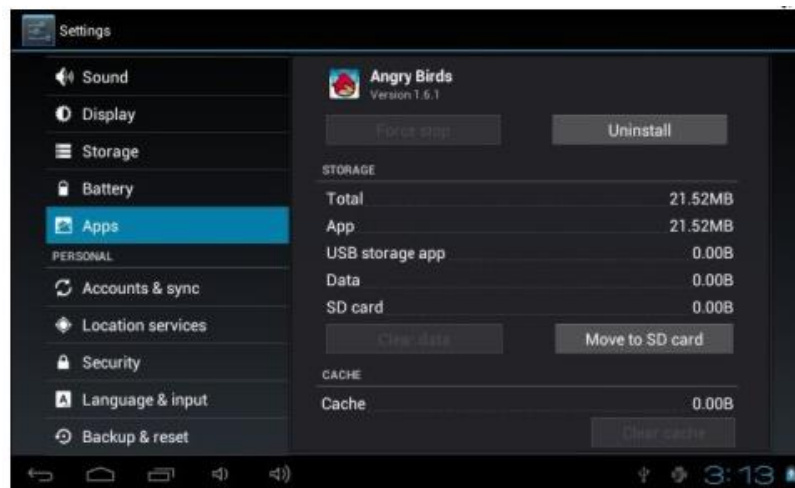 Settings
Sound
Display
Storage
Battery
Apps
PERSONAL
Accounts & sync
Location services
Security
Language & input
Backup & reset
Angry Birds
Version 1.6.1
Force stop
Uninstall
STORAGE
Total 21.52MB
App 21.52MB
USB storage app 0.00B
Data 0.00B
SD card 0.00B
Clear data
Move to SD card
CACHE
Cache 0.00B
Clear cache
3:13